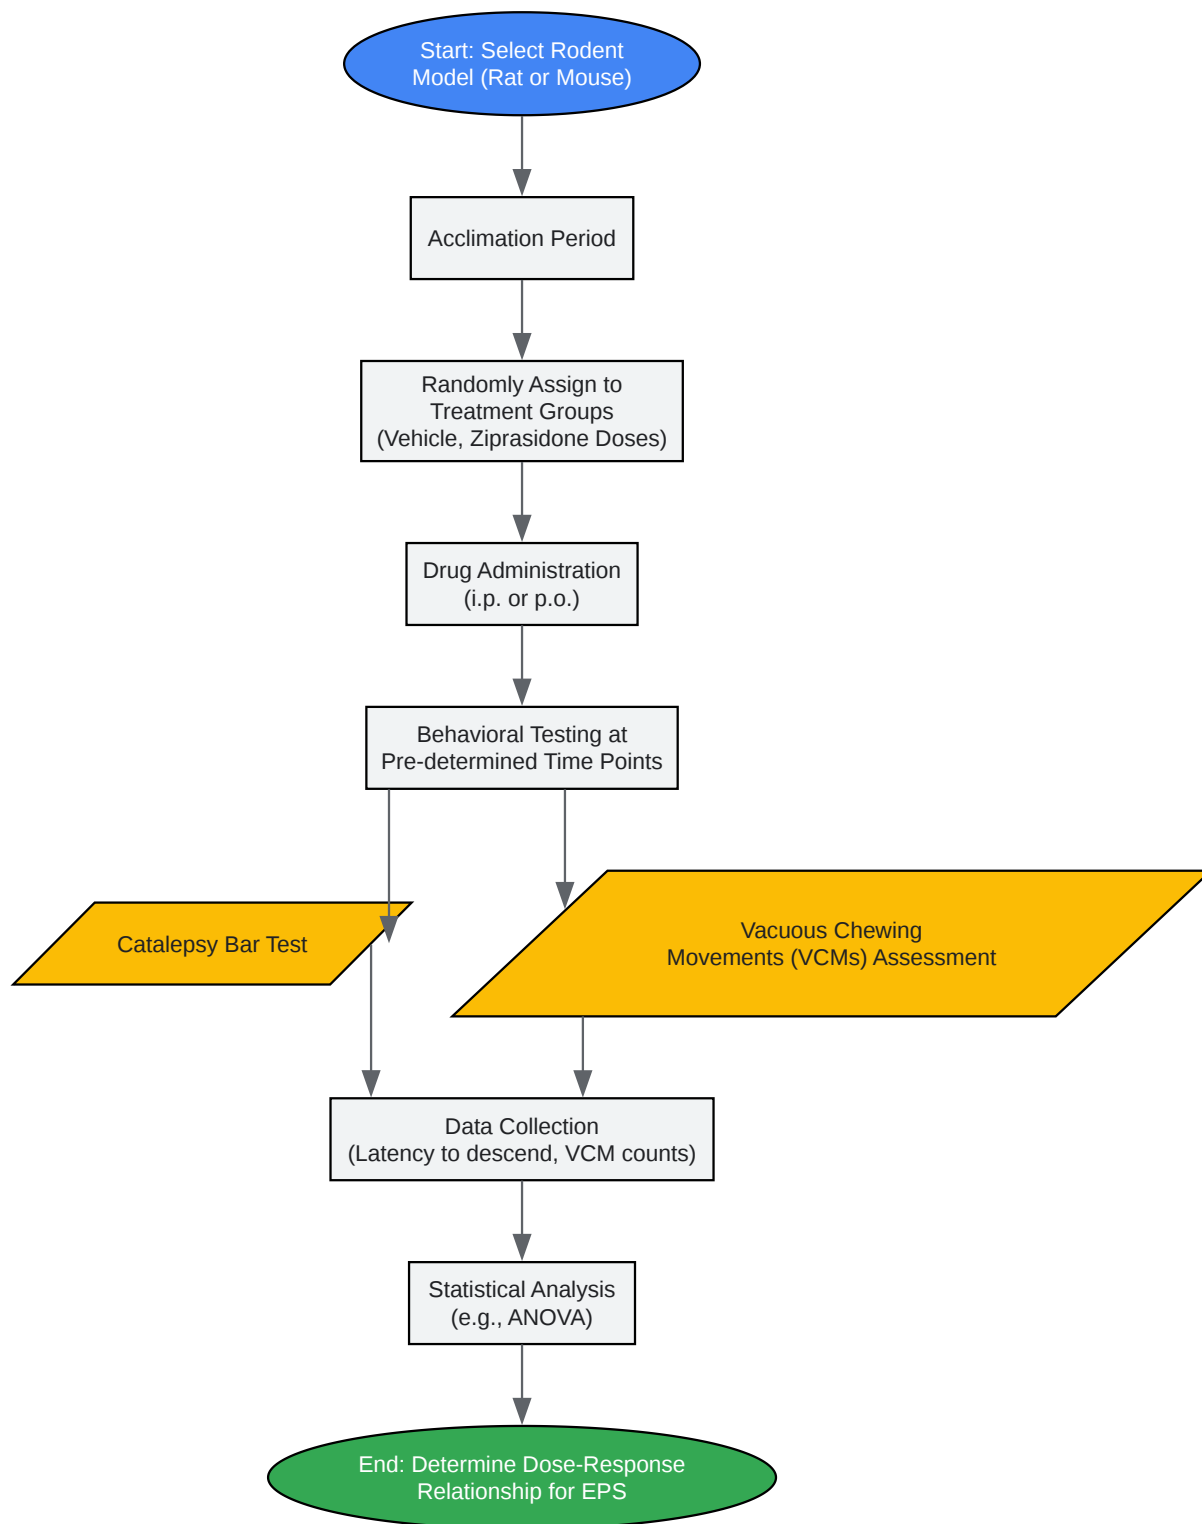 Start: Select Rodent
Model (Rat or Mouse)
Acclimation Period
Randomly Assign to
Treatment Groups
(Vehicle, Ziprasidone Doses)
Drug Administration
(i.p. or p.o.)
Behavioral Testing at
Pre-determined Time Points
Catalepsy Bar Test
Vacuous Chewing
Movements (VCMs) Assessment
Data Collection
(Latency to descend, VCM counts)
Statistical Analysis
(e.g., ANOVA)
End: Determine Dose-Response
Relationship for EPS